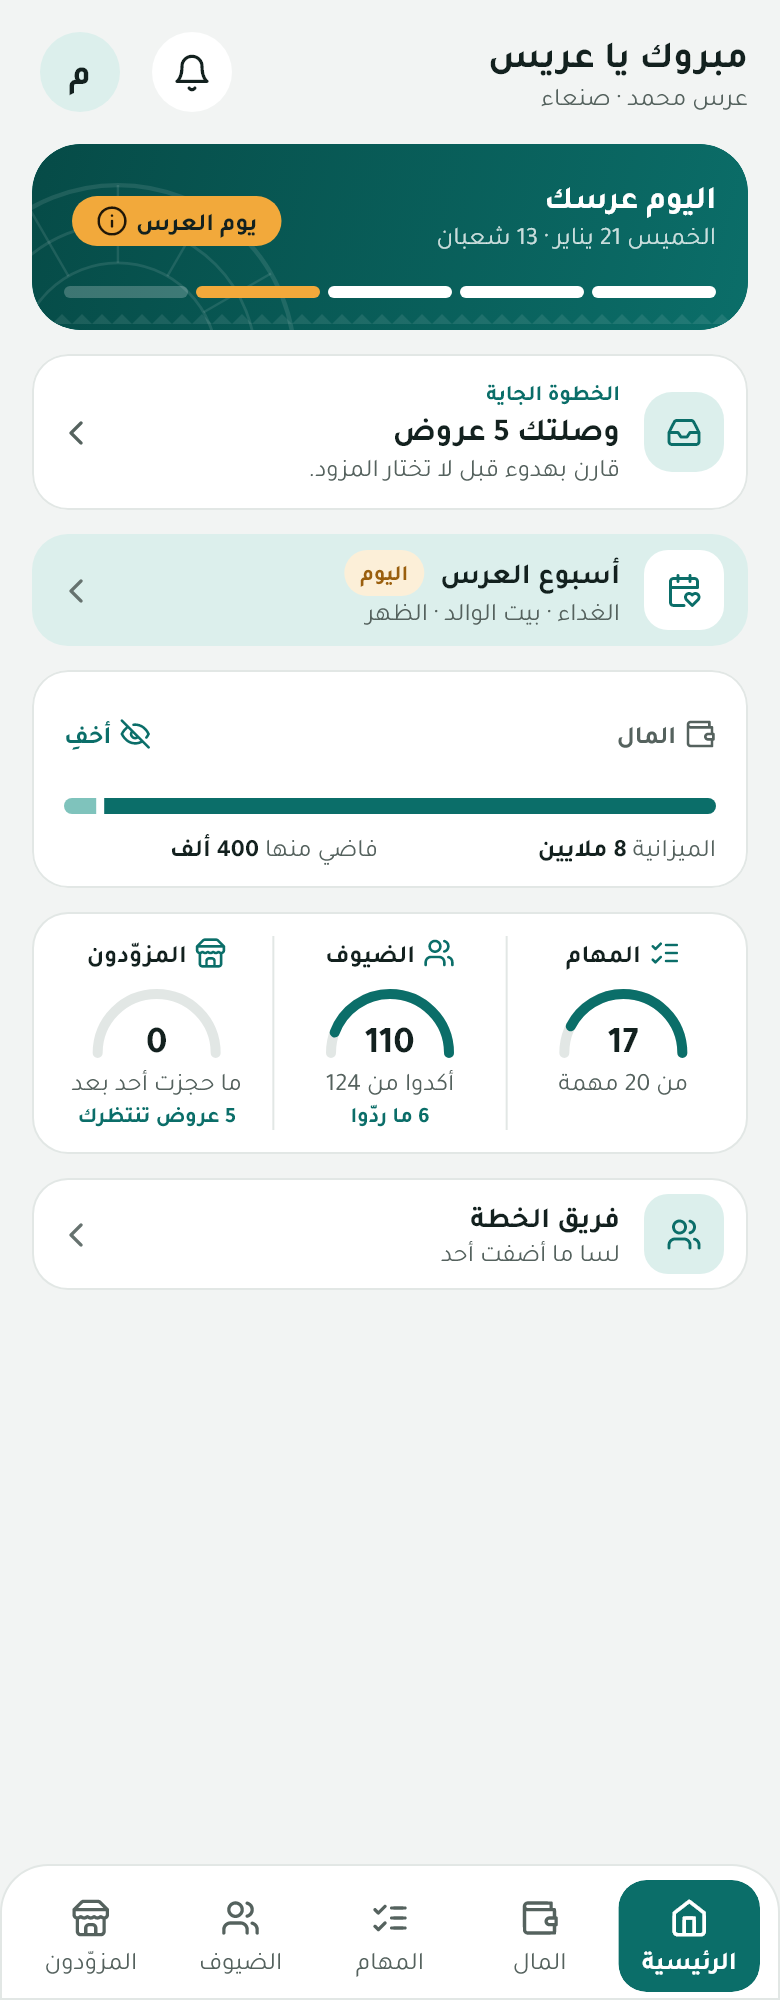 مبروك يا عريس
عرس محمد · صنعاء
م
اليوم عرسك
الخميس 21 يناير · 13 شعبان
يوم العرس
الخطوة الجاية
وصلتك 5 عروض
قارن بهدوء قبل لا تختار المزود.
أسبوع العرس
اليوم
الغداء · بيت الوالد · الظهر
المال
أخفِ
الميزانية 8 ملايين
فاضي منها 400 ألف
المهام
17
من 20 مهمة
الضيوف
110
أكدوا من 124
6 ما ردّوا
المزوّدون
0
ما حجزت أحد بعد
5 عروض تنتظرك
فريق الخطة
لسا ما أضفت أحد
الرئيسية
المال
المهام
الضيوف
المزوّدون